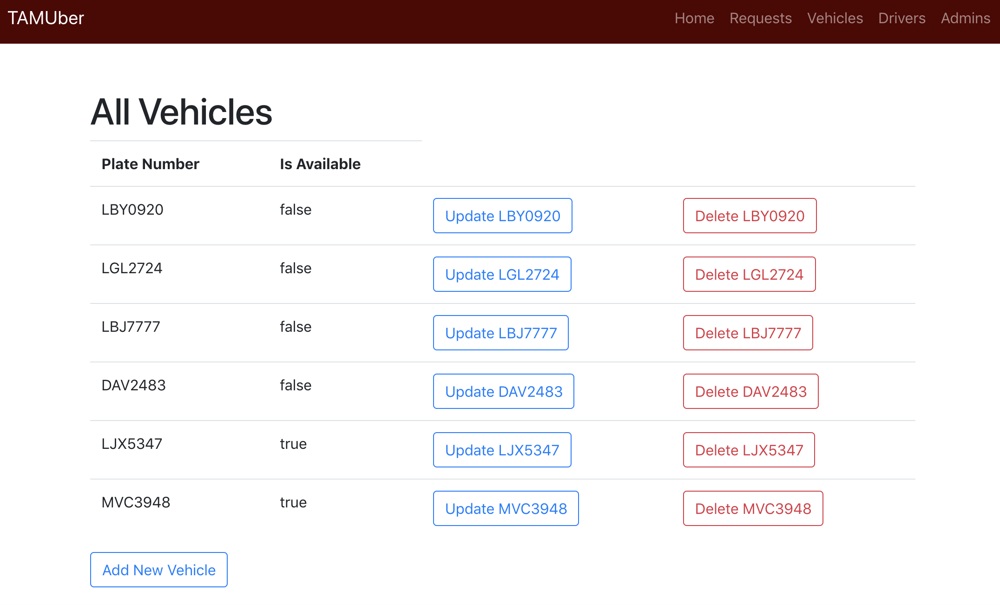 TAMUber Home Requests Vehicles Drivers Admins
All Vehicles
Plate Number Is Available
LBY0920 false Update LBY0920 Delete LBY0920
LGL2724 false Update LGL2724 Delete LGL2724
LBJ7777 false Update LBJ7777 Delete LBJ7777
DAV2483 false Update DAV2483 Delete DAV2483
LJX5347 true Update LJX5347 Delete LJX5347
MVC3948 true Update MVC3948 Delete MVC3948
Add New Vehicle